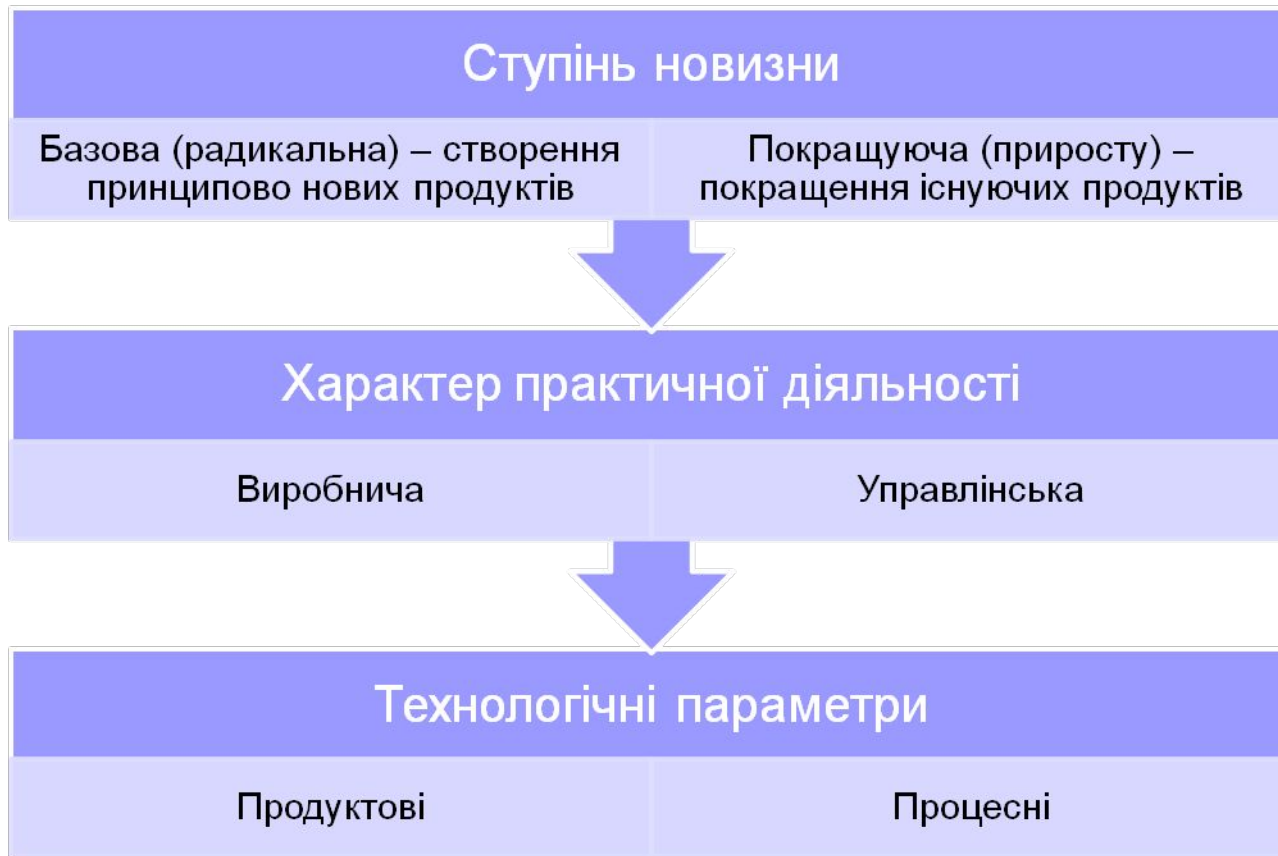 Ступінь новизни
Базова (радикальна) – створення
принципово нових продуктів
Покращуюча (приросту) –
покращення існуючих продуктів
Характер практичної діяльності
Виробнича
Управлінська
Технологічні параметри
Продуктові
Процесні